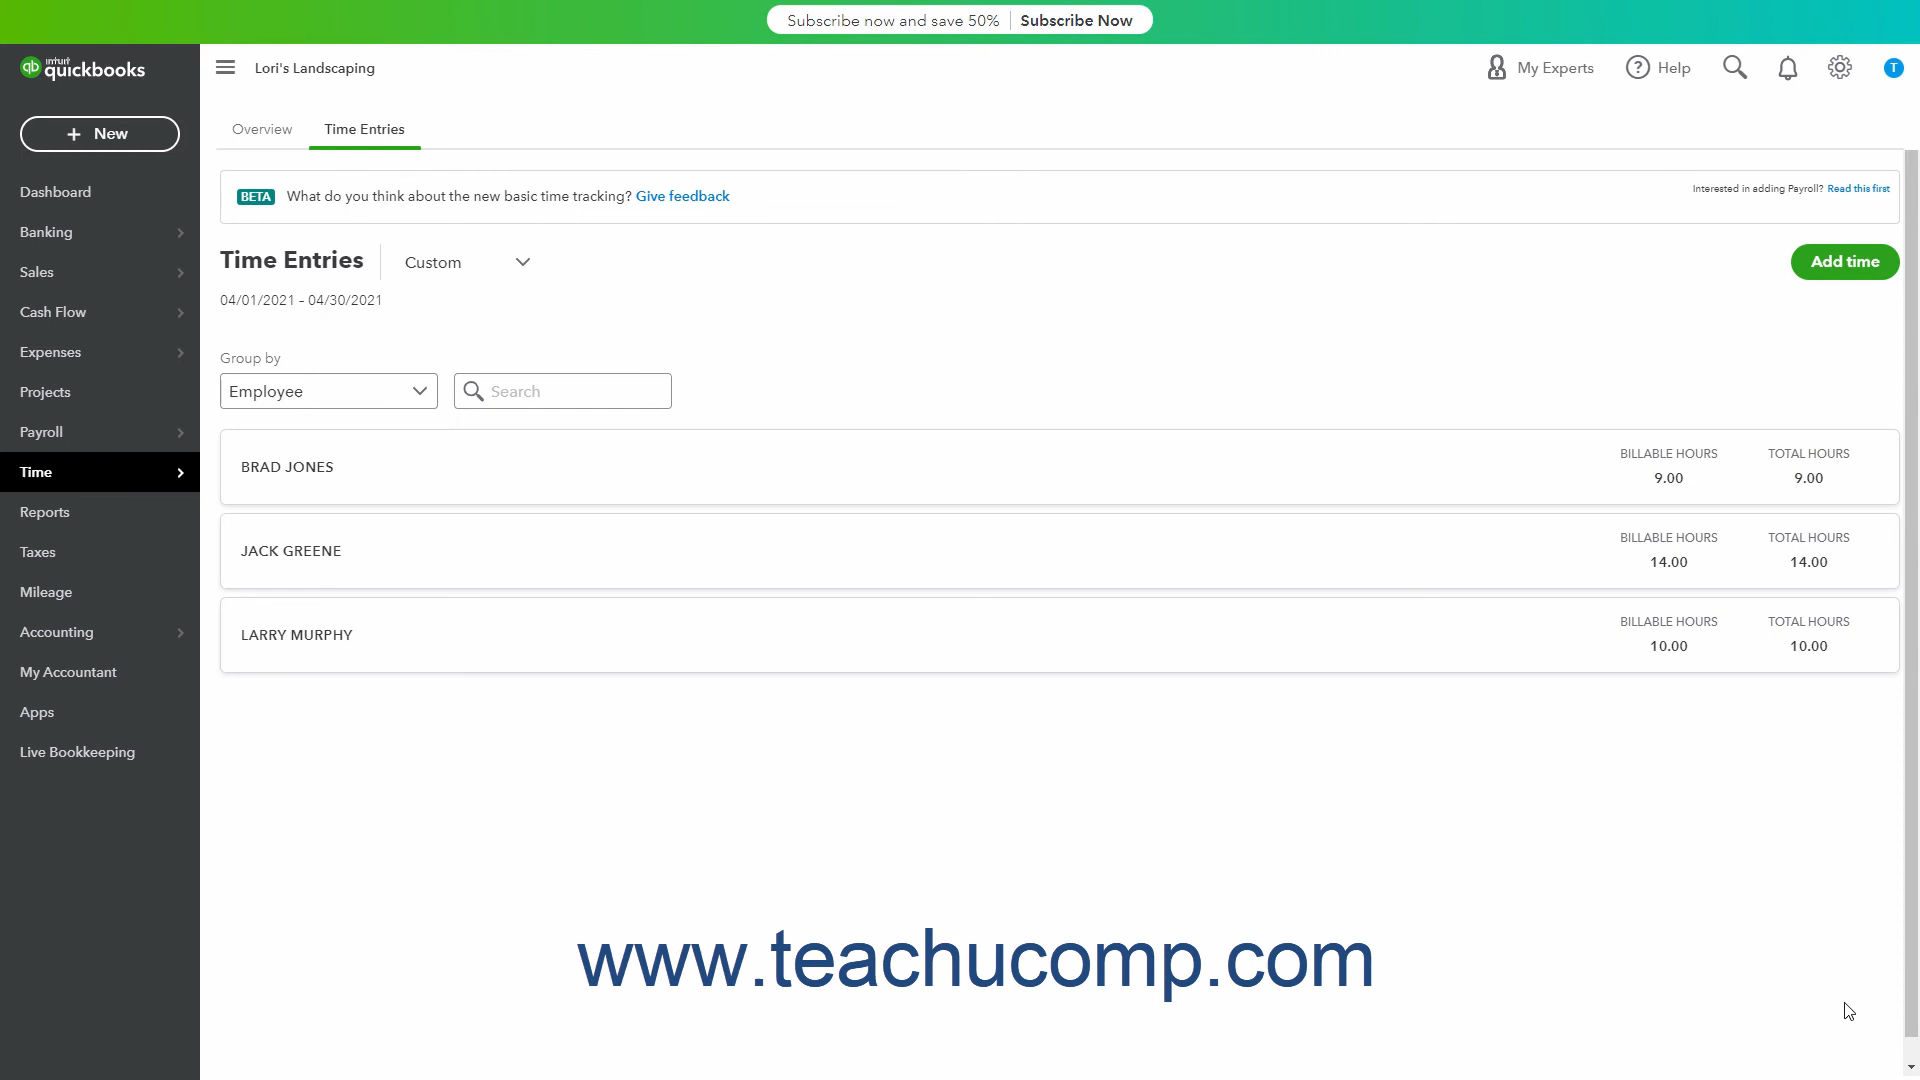 Subscribe now and save 50% Subscribe Now
intuit
quickbooks
Lori's Landscaping
My Experts
Help
T
+ New
Overview
Time Entries
Dashboard
Banking
Sales
Cash Flow
Expenses
Projects
Payroll
Time
Reports
Taxes
Mileage
Accounting
My Accountant
Apps
Live Bookkeeping
BETA What do you think about the new basic time tracking? Give feedback
Interested in adding Payroll? Read this first
Time Entries
Custom
Add time
04/01/2021 - 04/30/2021
Group by
Employee
Search
BRAD JONES
BILLABLE HOURS
9.00
TOTAL HOURS
9.00
JACK GREENE
BILLABLE HOURS
14.00
TOTAL HOURS
14.00
LARRY MURPHY
BILLABLE HOURS
10.00
TOTAL HOURS
10.00
www.teachucomp.com